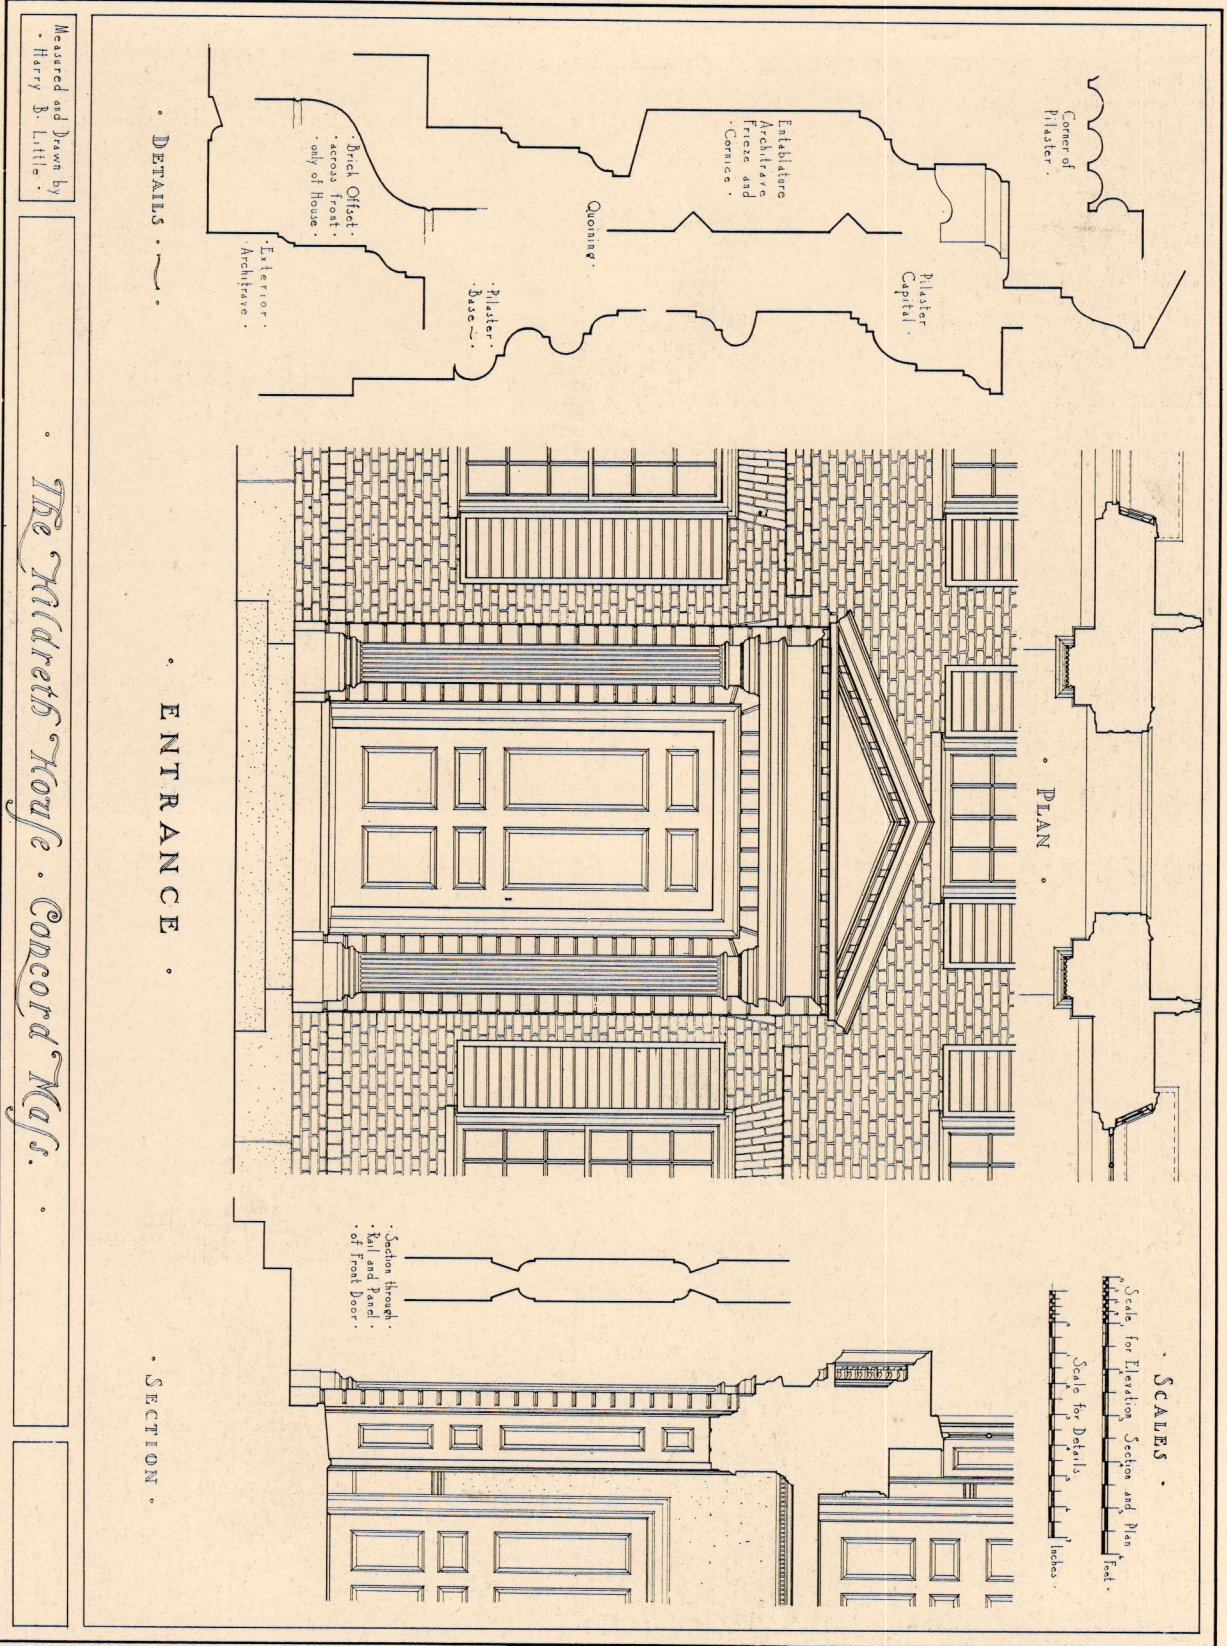 Corner of
Pilaster ·
Entablature
Architrave
Frieze and
· Cornice ·
Pilaster
Capital ·
Quoining ·
· Brick Offset ·
· across front ·
· only of House ·
· Pilaster ·
· Base ·
· Exterior ·
· Architrave ·
· DETAILS ·
· PLAN ·
· ENTRANCE ·
· SCALES ·
Scale for Elevation Section and Plan
Feet ·
Scale for Details
Inches ·
· Section through ·
· Rail and Panel ·
· of Front Door ·
· SECTION ·
Measured and Drawn by
· Harry B. Little ·
· The Hildreth Houſe · Concord Maſs. ·